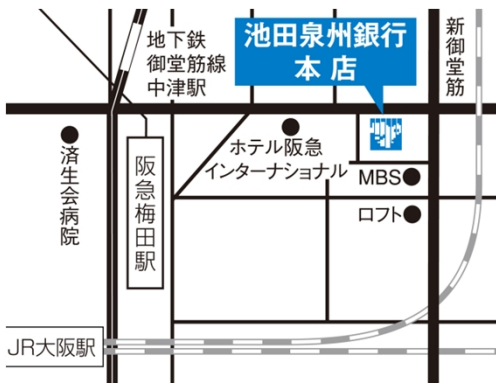 池田泉州銀行
本店
地下鉄
御堂筋線
中津駅
新御堂筋
済生会病院
阪急梅田駅
ホテル阪急
インターナショナル
MBS
ロフト
JR大阪駅